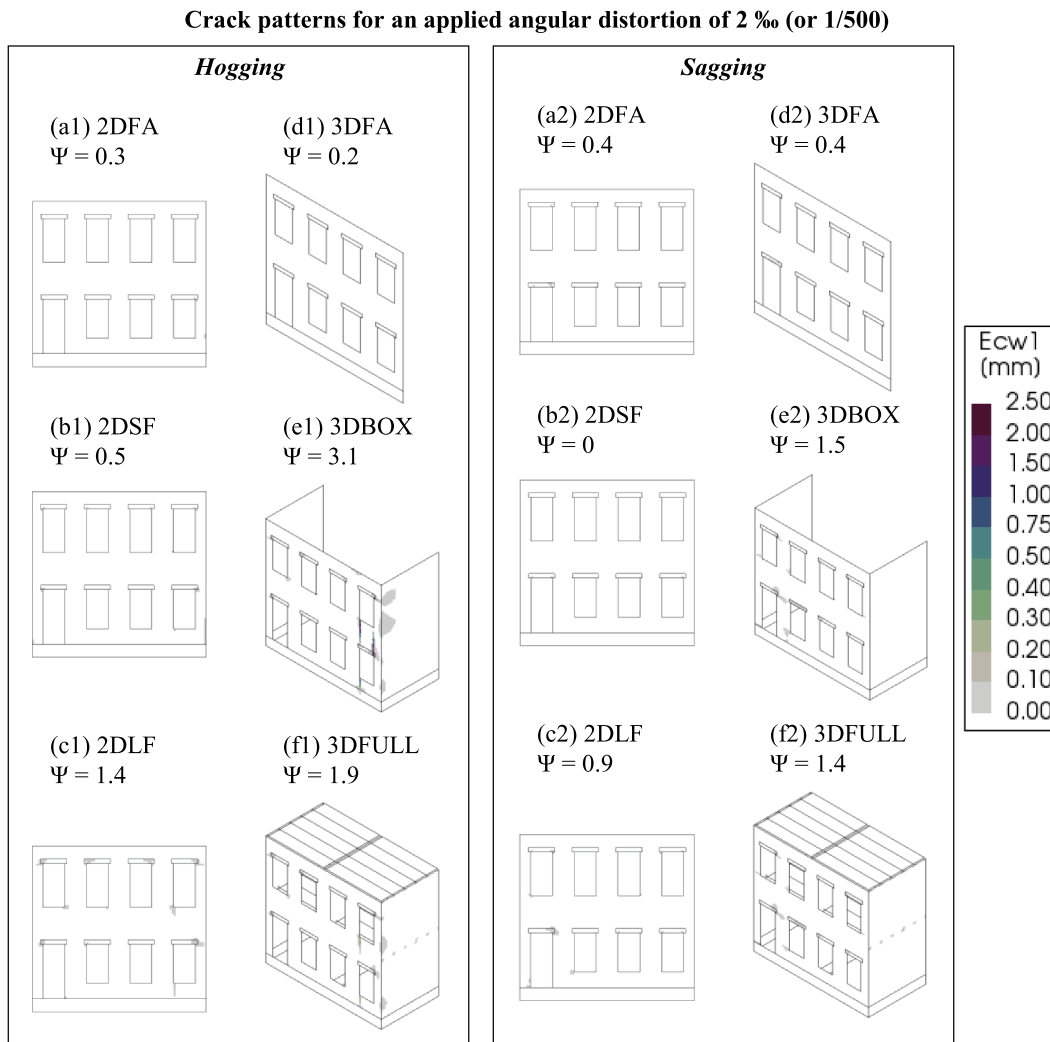 Crack patterns for an applied angular distortion of 2 ‰ (or 1/500)
Hogging
(a1) 2DFA
Ψ = 0.3
(d1) 3DFA
Ψ = 0.2
(b1) 2DSF
Ψ = 0.5
(e1) 3DBOX
Ψ = 3.1
(c1) 2DLF
Ψ = 1.4
(f1) 3DFULL
Ψ = 1.9
Sagging
(a2) 2DFA
Ψ = 0.4
(d2) 3DFA
Ψ = 0.4
(b2) 2DSF
Ψ = 0
(e2) 3DBOX
Ψ = 1.5
(c2) 2DLF
Ψ = 0.9
(f2) 3DFULL
Ψ = 1.4
Ecw1
(mm)
2.50
2.00
1.50
1.00
0.75
0.50
0.40
0.30
0.20
0.10
0.00